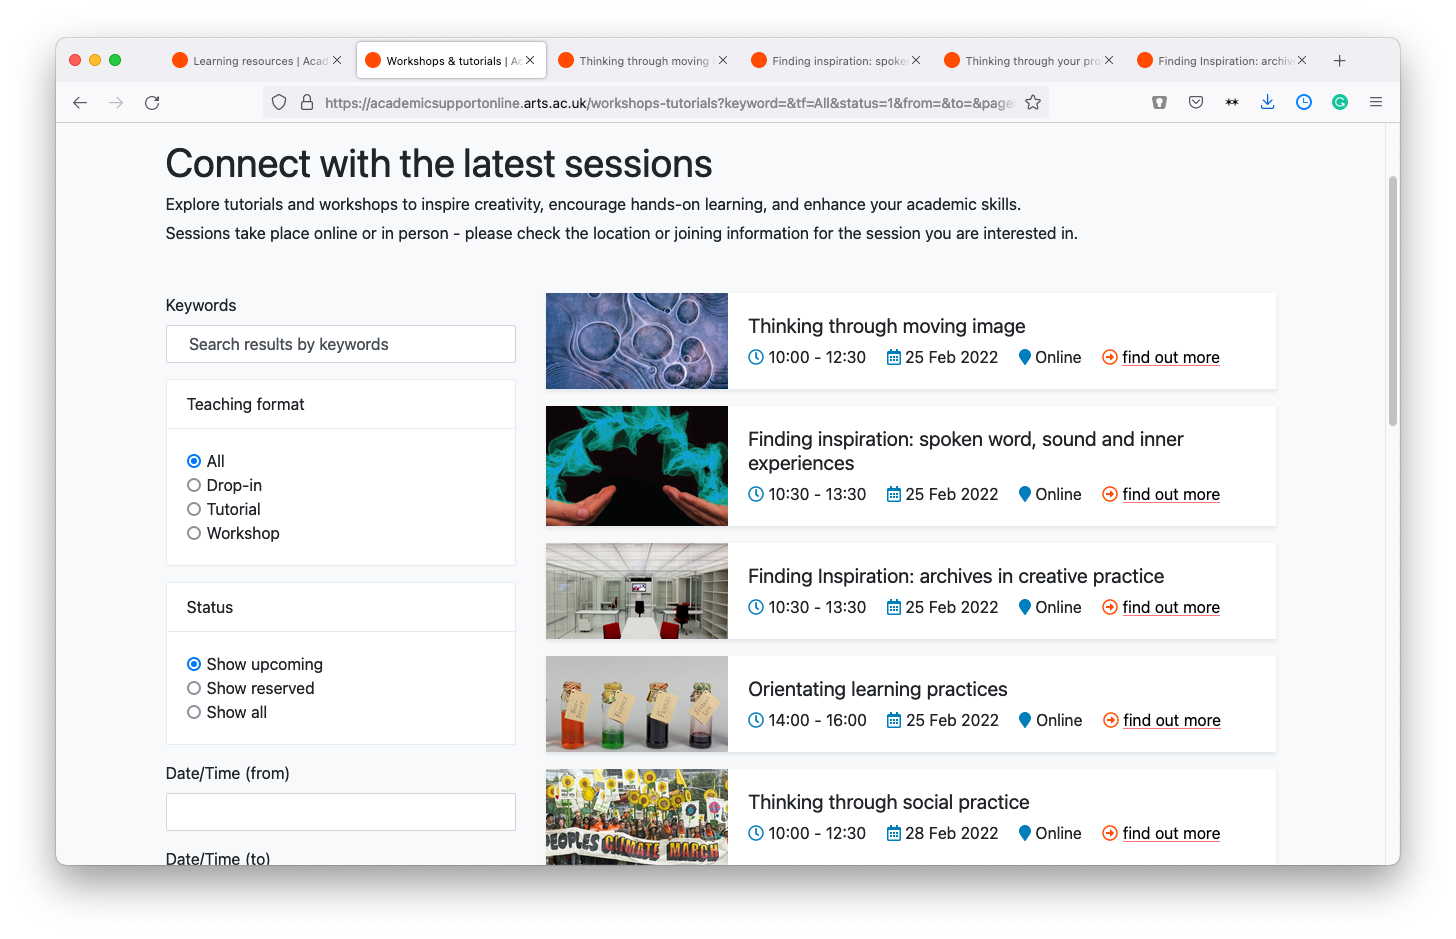 Learning resources | Acad
Workshops & tutorials | Ac
Thinking through moving
Finding inspiration: spoke
Thinking through your pro
Finding Inspiration: archiv
https://academicsupportonline.arts.ac.uk/workshops-tutorials?keyword=&tf=All&status=1&from=&to=&page
Connect with the latest sessions
Explore tutorials and workshops to inspire creativity, encourage hands-on learning, and enhance your academic skills.
Sessions take place online or in person - please check the location or joining information for the session you are interested in.
Keywords
Search results by keywords
Teaching format
All
Drop-in
Tutorial
Workshop
Status
Show upcoming
Show reserved
Show all
Date/Time (from)
Date/Time (to)
Thinking through moving image
10:00 - 12:30 25 Feb 2022 Online find out more
Finding inspiration: spoken word, sound and inner
experiences
10:30 - 13:30 25 Feb 2022 Online find out more
Finding Inspiration: archives in creative practice
10:30 - 13:30 25 Feb 2022 Online find out more
Orientating learning practices
14:00 - 16:00 25 Feb 2022 Online find out more
Thinking through social practice
10:00 - 12:30 28 Feb 2022 Online find out more
PEOPLES CLIMATE MARCH